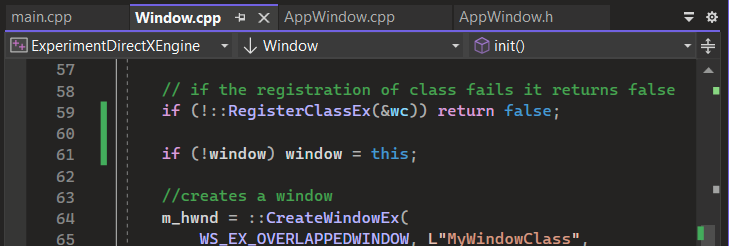 main.cpp Window.cpp AppWindow.cpp AppWindow.h
ExperimentDirectXEngine Window init()
57
58 // if the registration of class fails it returns false
59 if (!::RegisterClassEx(&wc)) return false;
60
61 if (!window) window = this;
62
63 //creates a window
64 m_hwnd = ::CreateWindowEx(
65 WS_EX_OVERLAPPEDWINDOW, L"MyWindowClass",